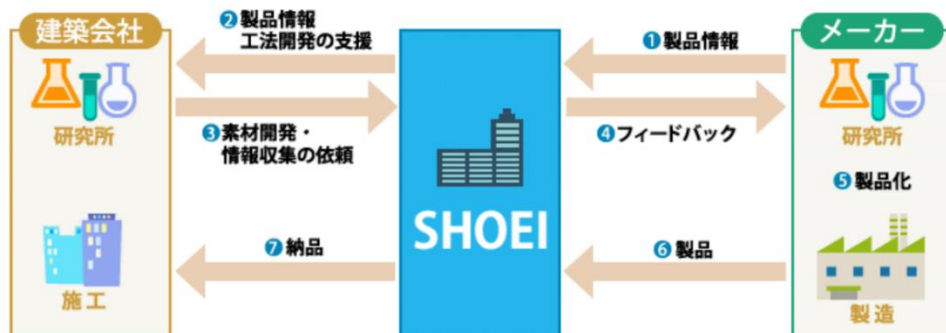 建築会社
研究所
施工
❷製品情報
工法開発の支援
❸素材開発・
情報収集の依頼
❼納品
SHOEI
❶製品情報
❹フィードバック
❻製品
メーカー
研究所
❺製品化
製造